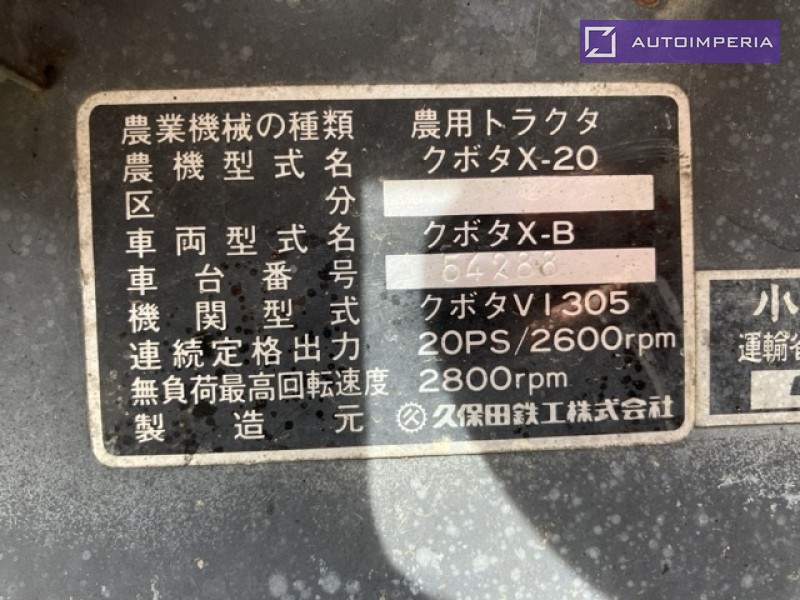 AUTOIMPERIA
農業機械の種類 農用トラクタ
農機型式名 クボタX-20
区分
車両型式名 クボタX-B
車台番号 54288
機関型式 クボタV1305
連続定格出力 20PS/2600rpm
無負荷最高回転速度 2800rpm
製造元 久保田鉄工株式会社
小
運輸省